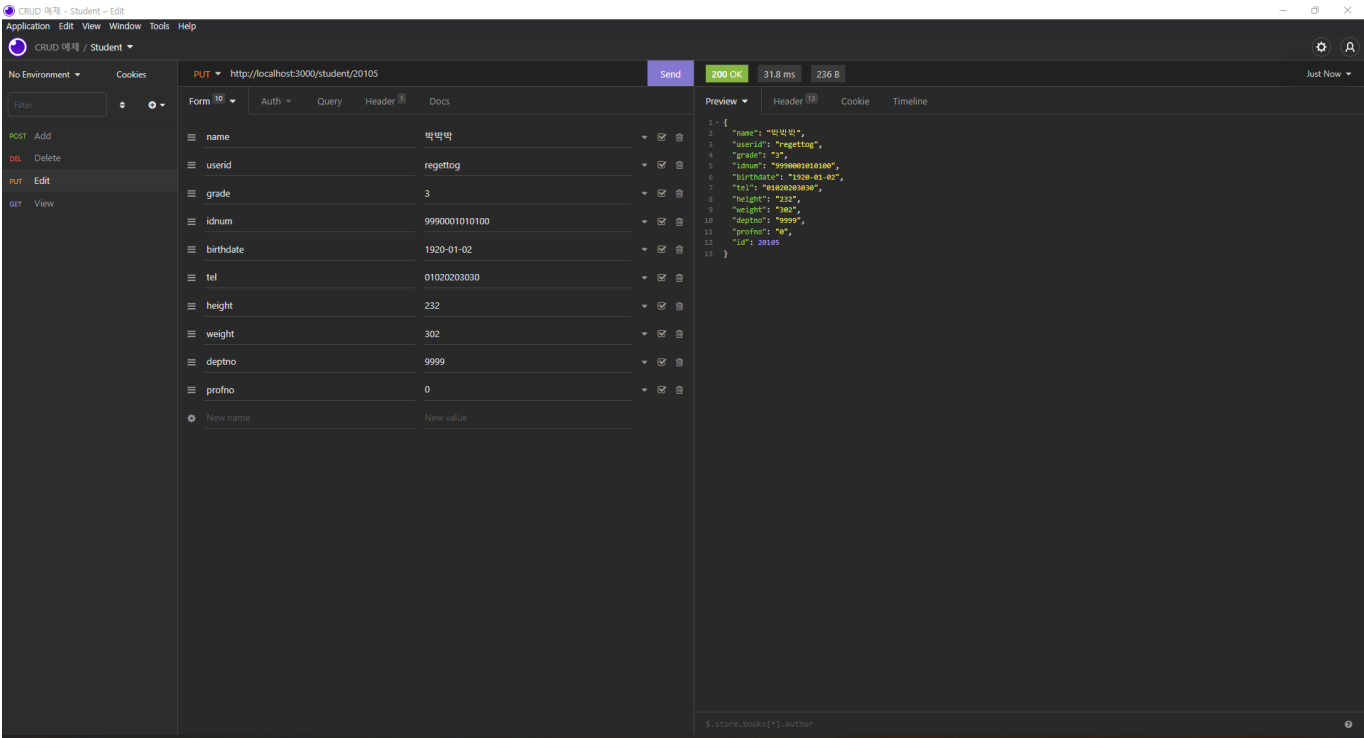 CRUD 예제 - Student – Edit
Application Edit View Window Tools Help
CRUD 예제 / Student
No Environment Cookies
PUT http://localhost:3000/student/20105 Send
200 OK 31.8 ms 236 B Just Now
Filter
Form 10 Auth Query Header 1 Docs
Preview Header 13 Cookie Timeline
POST Add
DEL Delete
PUT Edit
GET View
name 박박박
userid regettog
grade 3
idnum 9990001010100
birthdate 1920-01-02
tel 01020203030
height 232
weight 302
deptno 9999
profno 0
New name New value
1 {
2 "name": "박박박",
3 "userid": "regettog",
4 "grade": "3",
5 "idnum": "9990001010100",
6 "birthdate": "1920-01-02",
7 "tel": "01020203030",
8 "height": "232",
9 "weight": "302",
10 "deptno": "9999",
11 "profno": "0",
12 "id": 20105
13 }
$.store.books[*].author